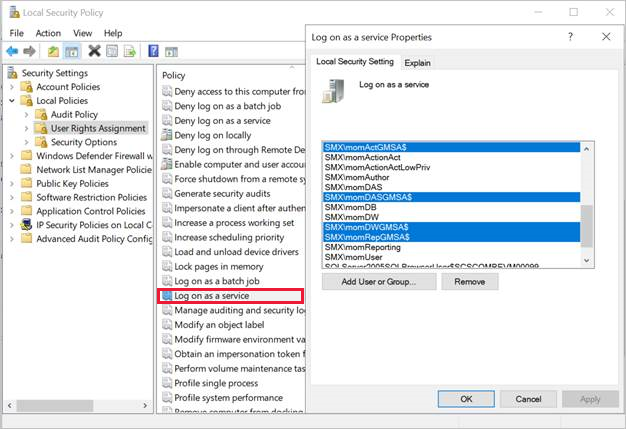 Local Security Policy
File Action View Help
Security Settings
Account Policies
Local Policies
Audit Policy
User Rights Assignment
Security Options
Windows Defender Firewall w
Network List Manager Policie
Public Key Policies
Software Restriction Policies
Application Control Policies
IP Security Policies on Local C
Advanced Audit Policy Config
Policy
Deny access to this computer from
Deny log on as a batch job
Deny log on as a service
Deny log on locally
Deny log on through Remote De
Enable computer and user accou
Force shutdown from a remote sy
Generate security audits
Impersonate a client after authen
Increase a process working set
Increase scheduling priority
Load and unload device drivers
Lock pages in memory
Log on as a batch job
Log on as a service
Manage auditing and security lo
Modify an object label
Modify firmware environment va
Obtain an impersonation token f
Perform volume maintenance tas
Profile single process
Profile system performance
Remove computer from docking
Log on as a service Properties
Local Security Setting Explain
Log on as a service
SMX\momActGMSA$
SMX\momActionAct
SMX\momActionActLowPriv
SMX\momAuthor
SMX\momDAS
SMX\momDASGMSA$
SMX\momDB
SMX\momDW
SMX\momDWGMSA$
SMX\momRepGMSA$
SMX\momReporting
SMX\momUser
Add User or Group... Remove
OK Cancel Apply